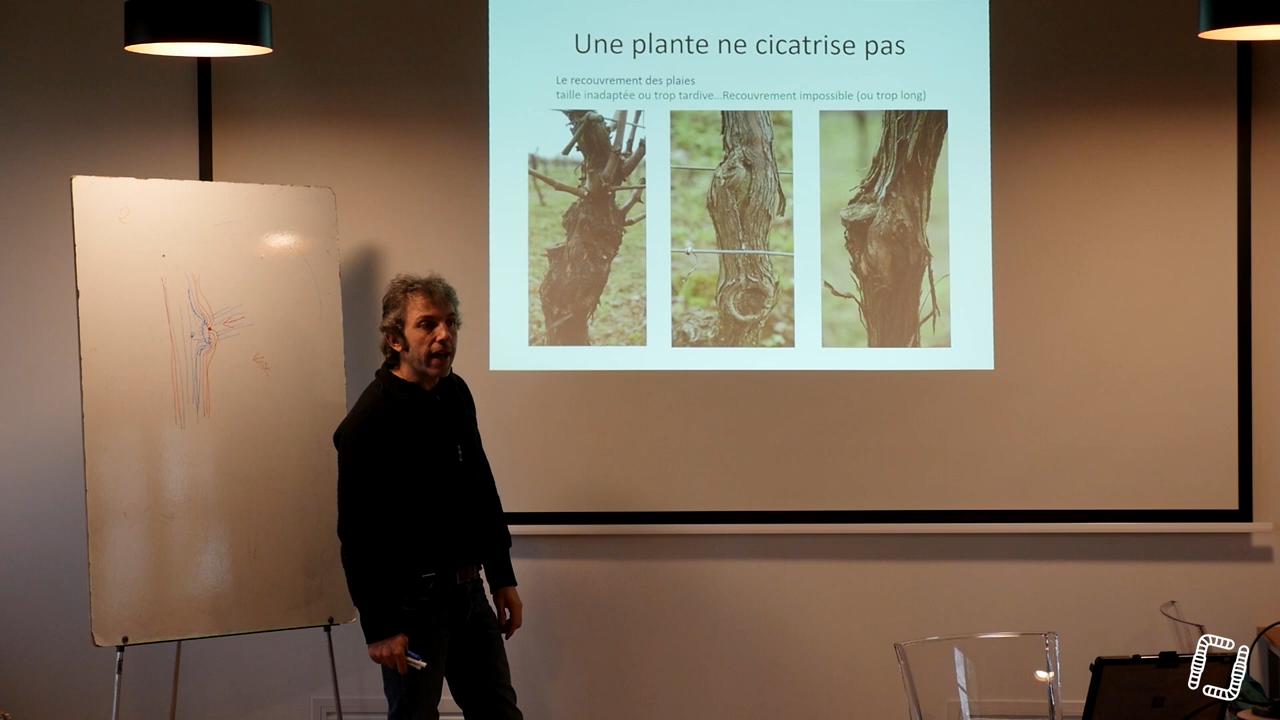 Une plante ne cicatrise pas
Le recouvrement des plaies
taille inadaptée ou trop tardive...Recouvrement impossible (ou trop long)